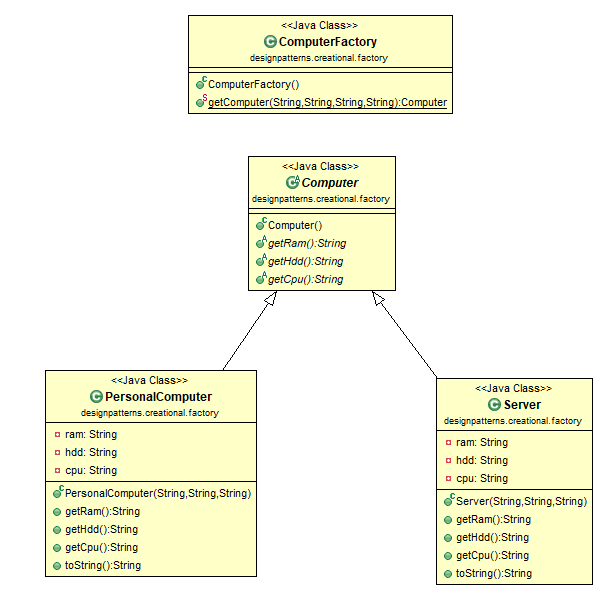 <<Java Class>>
ComputerFactory
designpatterns.creational.factory
ComputerFactory()
getComputer(String,String,String,String):Computer
<<Java Class>>
Computer
designpatterns.creational.factory
Computer()
getRam():String
getHdd():String
getCpu():String
<<Java Class>>
PersonalComputer
designpatterns.creational.factory
ram: String
hdd: String
cpu: String
PersonalComputer(String,String,String)
getRam():String
getHdd():String
getCpu():String
toString():String
<<Java Class>>
Server
designpatterns.creational.factory
ram: String
hdd: String
cpu: String
Server(String,String,String)
getRam():String
getHdd():String
getCpu():String
toString():String